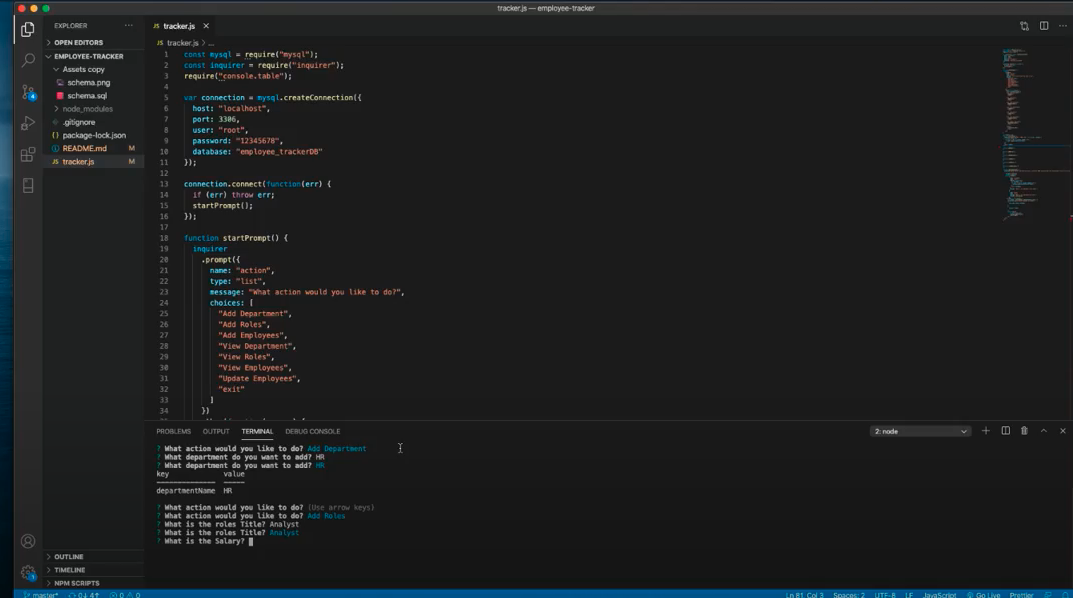 tracker.js — employee-tracker
EXPLORER
OPEN EDITORS
EMPLOYEE-TRACKER
Assets copy
schema.png
schema.sql
node_modules
.gitignore
package-lock.json
README.md M
tracker.js M
OUTLINE
TIMELINE
NPM SCRIPTS
4
1
JS tracker.js
JS tracker.js > ...
1 const mysql = require("mysql");
2 const inquirer = require("inquirer");
3 require("console.table");
4
5 var connection = mysql.createConnection({
6 host: "localhost",
7 port: 3306,
8 user: "root",
9 password: "12345678",
10 database: "employee_trackerDB"
11 });
12
13 connection.connect(function(err) {
14 if (err) throw err;
15 startPrompt();
16 });
17
18 function startPrompt() {
19 inquirer
20 .prompt({
21 name: "action",
22 type: "list",
23 message: "What action would you like to do?",
24 choices: [
25 "Add Department",
26 "Add Roles",
27 "Add Employees",
28 "View Department",
29 "View Roles",
30 "View Employees",
31 "Update Employees",
32 "exit"
33 ]
34 })
PROBLEMS OUTPUT TERMINAL DEBUG CONSOLE 2: node
? What action would you like to do? Add Department
? What department do you want to add? HR
? What department do you want to add? HR
key value
departmentName HR
? What action would you like to do? (Use arrow keys)
? What action would you like to do? Add Roles
? What is the roles Title? Analyst
? What is the roles Title? Analyst
? What is the Salary?
master* 0↓ 4↑ 0 0 Ln 81, Col 3 Spaces: 2 UTF-8 LF JavaScript Go Live Prettier